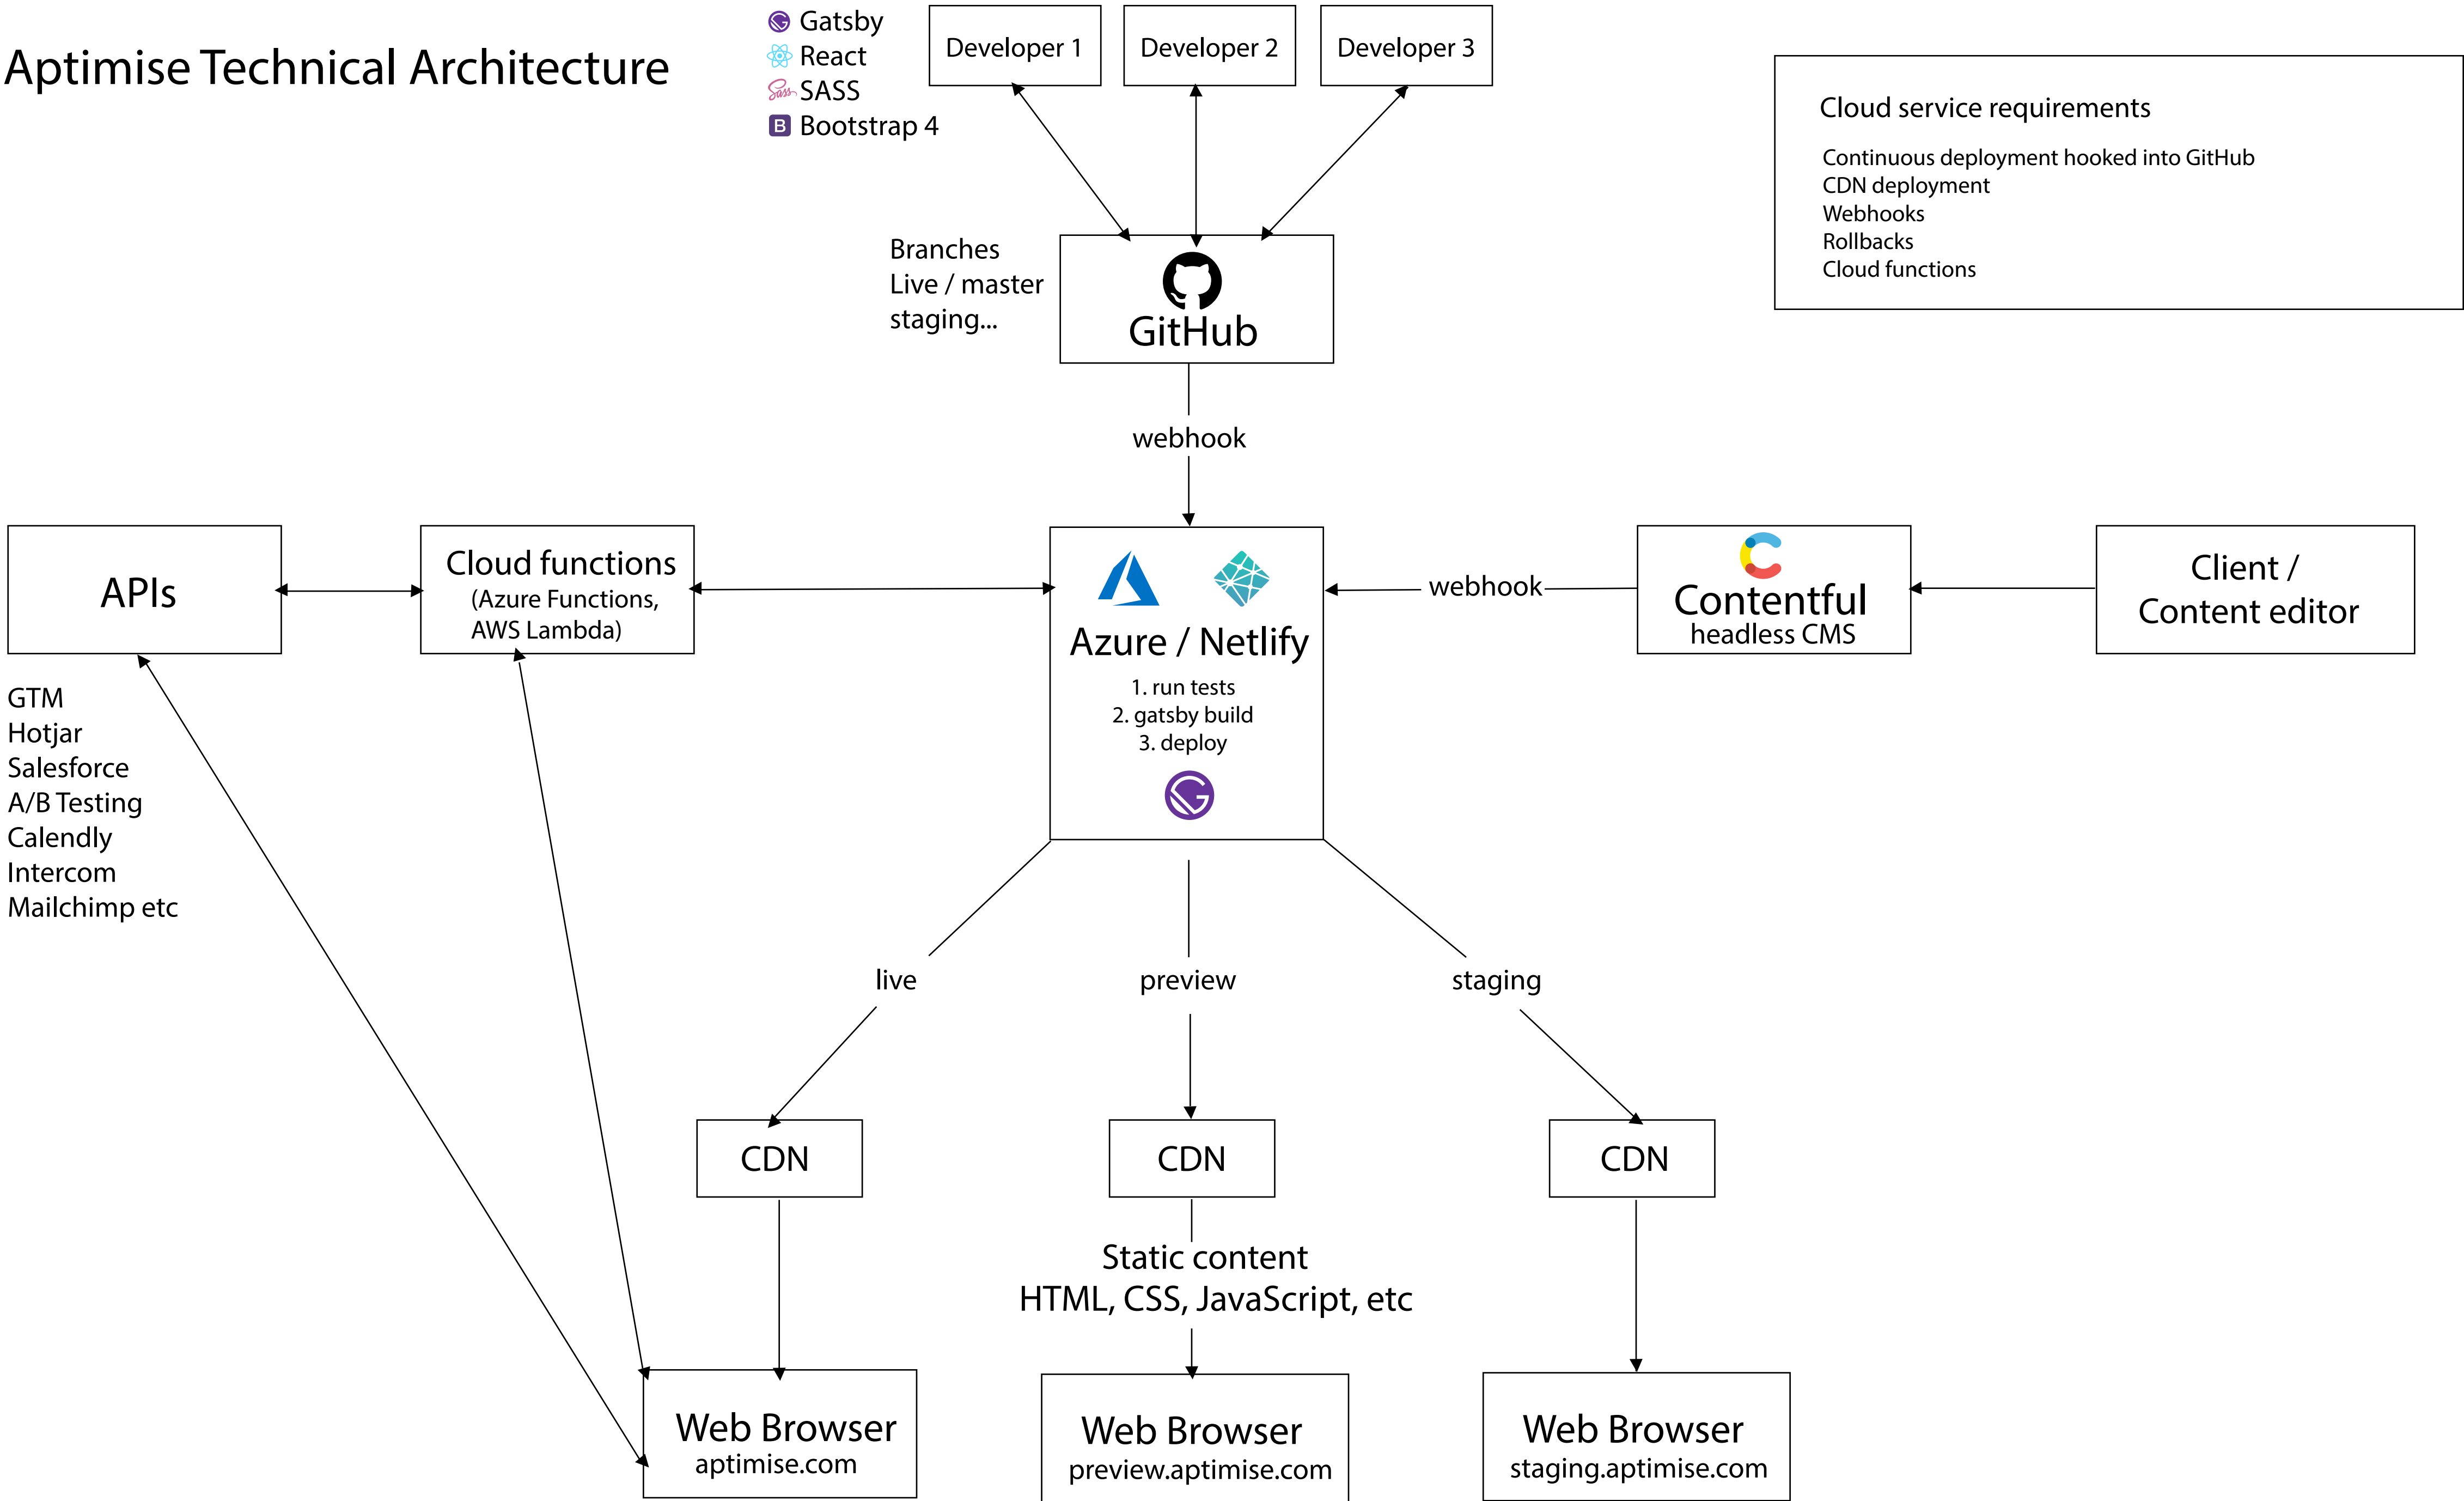 Aptimise Technical Architecture
Gatsby
React
Sass SASS
B Bootstrap 4
Developer 1
Developer 2
Developer 3
Cloud service requirements
Continuous deployment hooked into GitHub
CDN deployment
Webhooks
Rollbacks
Cloud functions
Branches
Live / master
staging...
GitHub
webhook
APIs
Cloud functions
(Azure Functions,
AWS Lambda)
Azure / Netlify
1. run tests
2. gatsby build
3. deploy
webhook
Contentful
headless CMS
Client /
Content editor
GTM
Hotjar
Salesforce
A/B Testing
Calendly
Intercom
Mailchimp etc
live
preview
staging
CDN
CDN
CDN
Static content
HTML, CSS, JavaScript, etc
Web Browser
aptimise.com
Web Browser
preview.aptimise.com
Web Browser
staging.aptimise.com